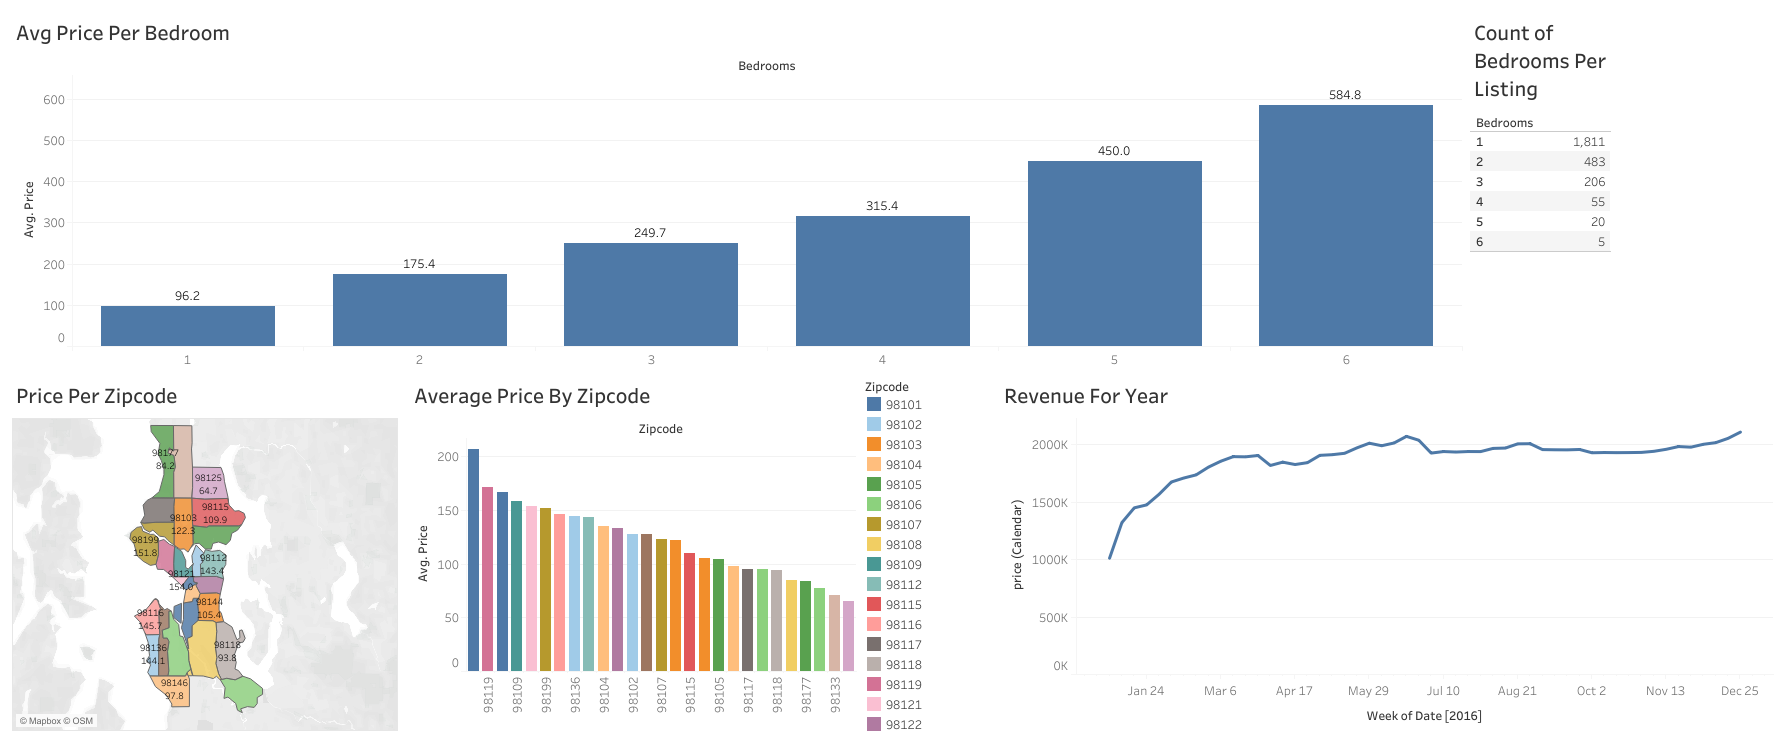 Avg Price Per Bedroom
Bedrooms
Avg. Price
600
500
400
300
200
100
0
96.2
175.4
249.7
315.4
450.0
584.8
1
2
3
4
5
6
Count of
Bedrooms Per
Listing
Bedrooms
1 1,811
2 483
3 206
4 55
5 20
6 5
Price Per Zipcode
98177
84.2
98125
64.7
98115
109.9
98103
122.3
98199
151.8
98112
143.4
98121
154.0
98144
105.4
98116
145.7
98136
144.1
98118
93.8
98146
97.8
© Mapbox © OSM
Average Price By Zipcode
Zipcode
Avg. Price
200
150
100
50
0
98119
98109
98199
98136
98104
98102
98107
98115
98105
98117
98118
98177
98133
Zipcode
98101
98102
98103
98104
98105
98106
98107
98108
98109
98112
98115
98116
98117
98118
98119
98121
98122
Revenue For Year
price (Calendar)
2000K
1500K
1000K
500K
0K
Jan 24
Mar 6
Apr 17
May 29
Jul 10
Aug 21
Oct 2
Nov 13
Dec 25
Week of Date [2016]